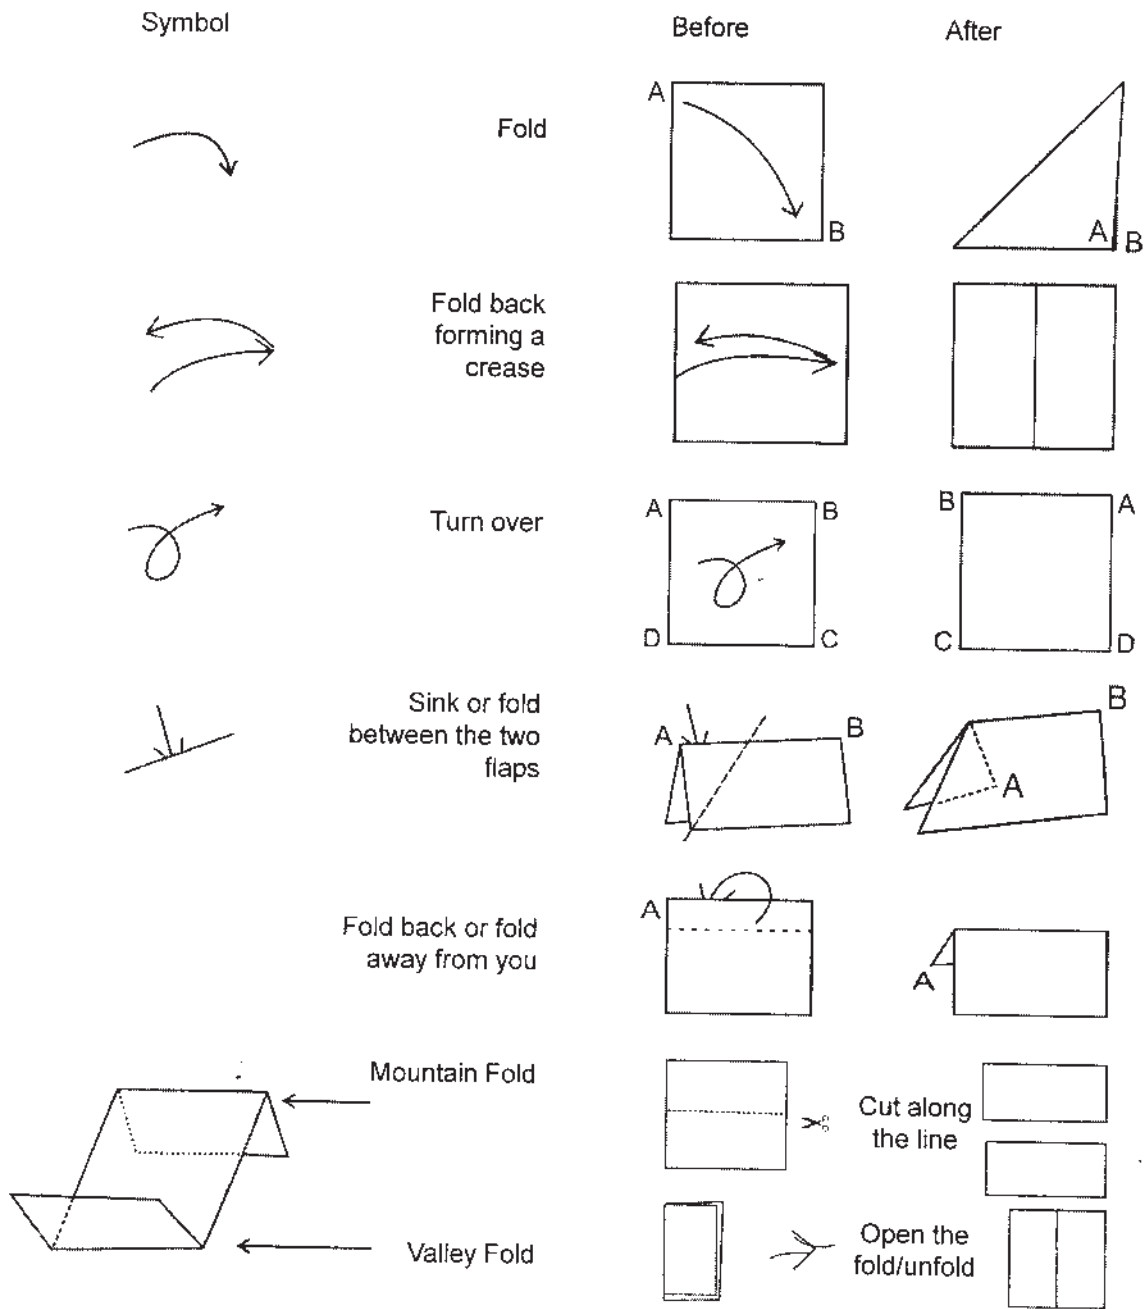 Symbol
Before
After
Fold
A
B
A
B
Fold back
forming a
crease
Turn over
A
B
D
C
B
A
C
D
Sink or fold
between the two
flaps
A
B
B
A
Fold back or fold
away from you
A
A
Mountain Fold
Cut along
the line
Valley Fold
Open the
fold/unfold